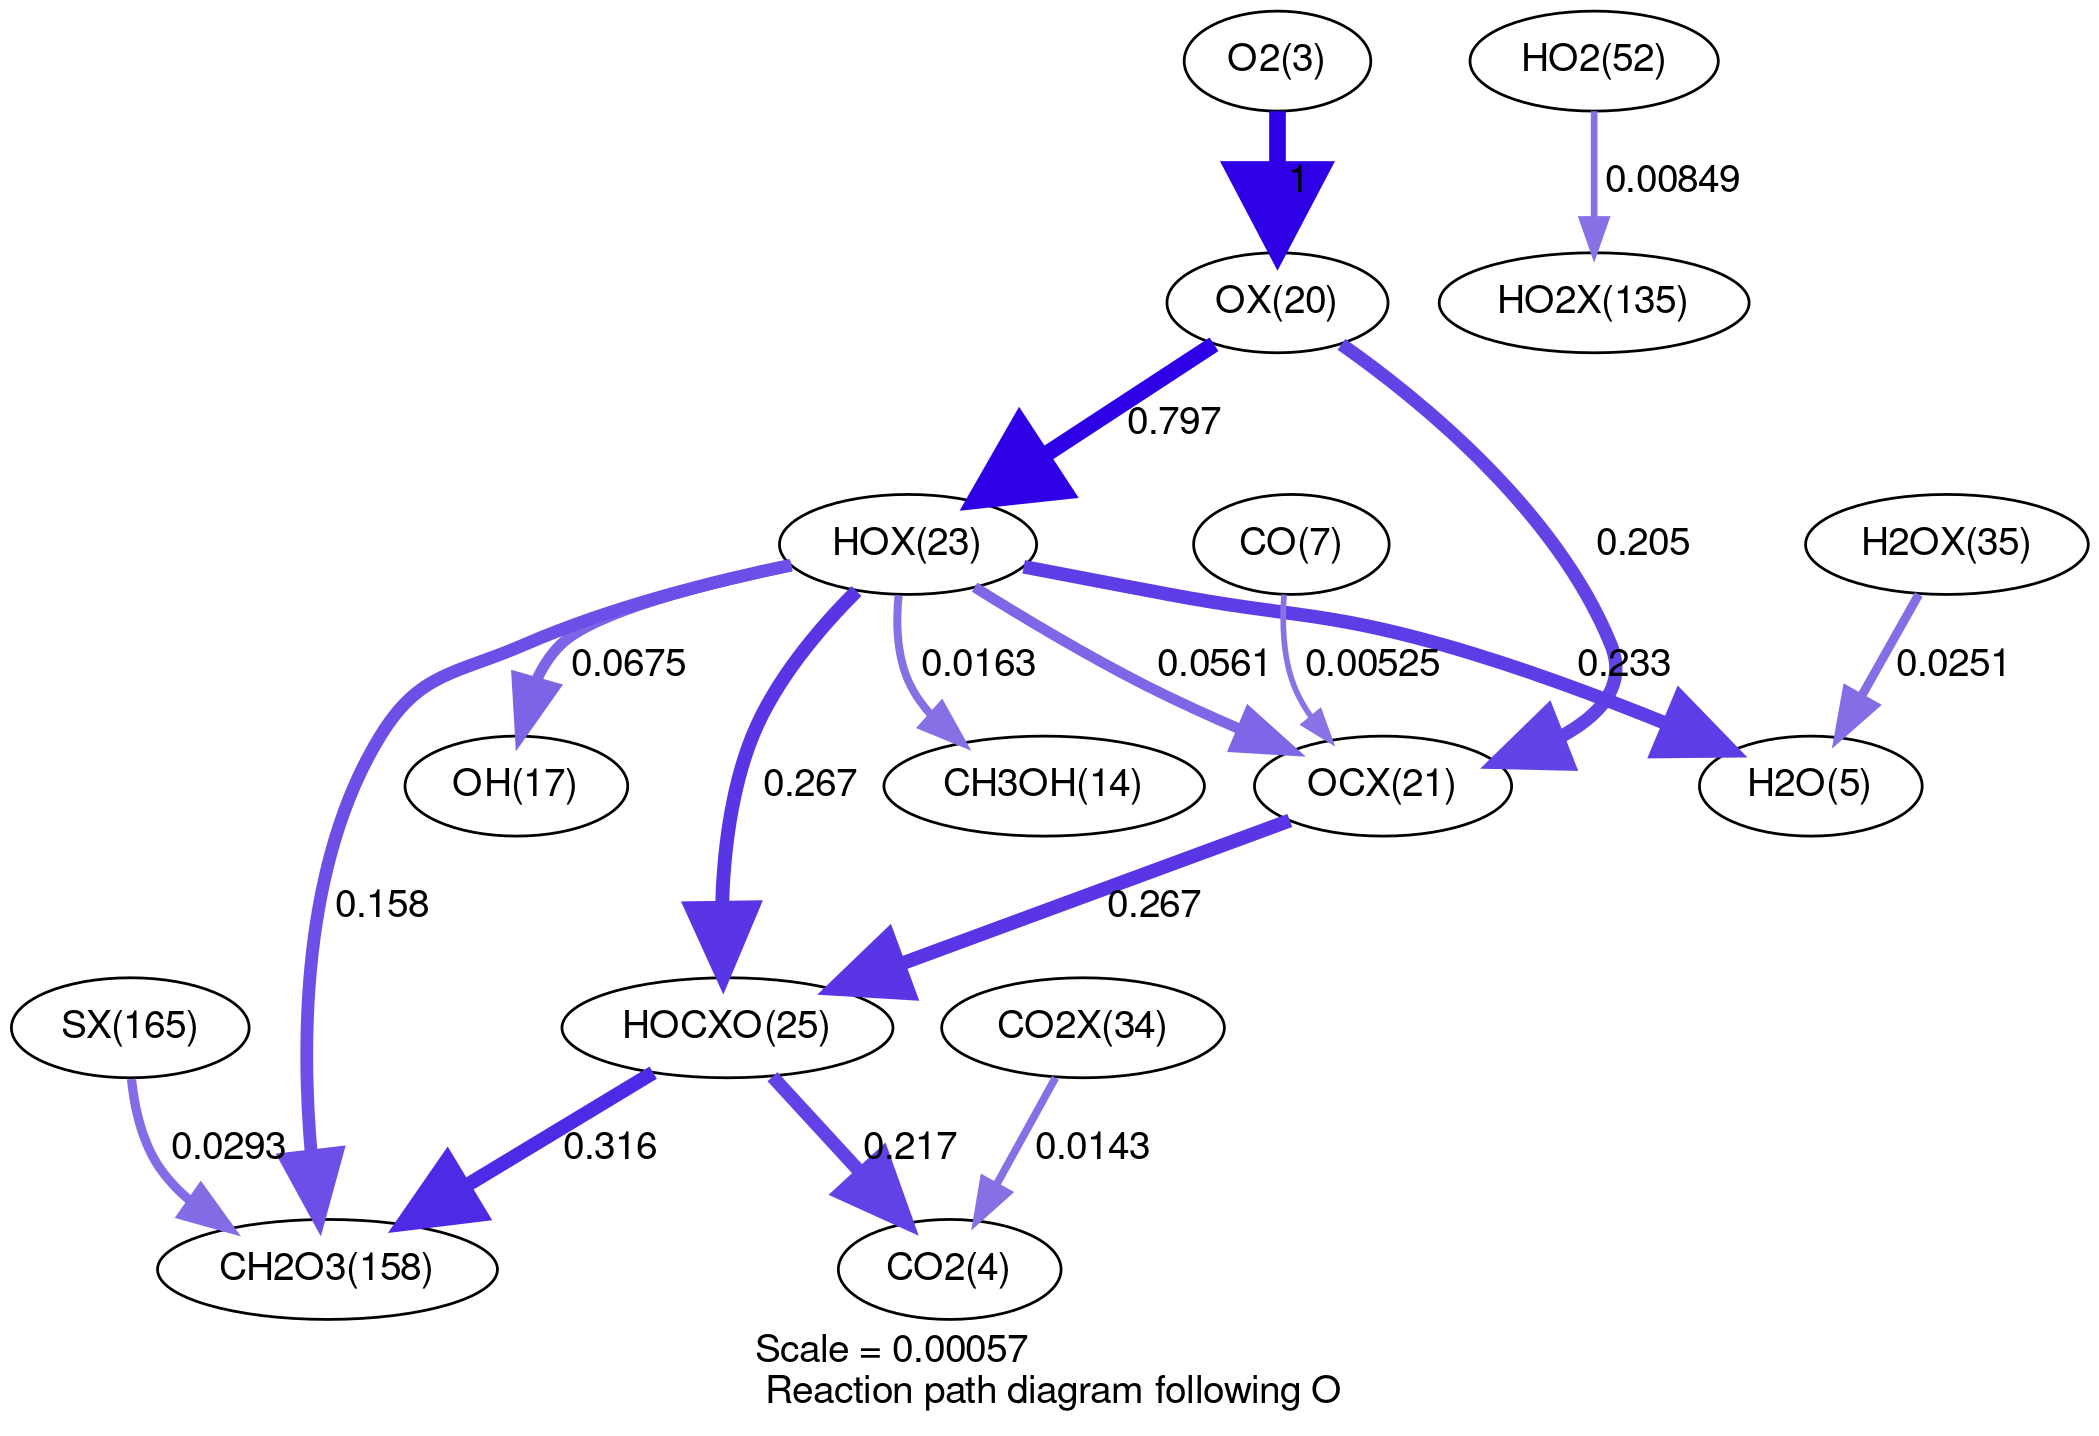 O2(3)
HO2(52)
1
0.00849
OX(20)
HO2X(135)
0.797
0.205
HOX(23)
CO(7)
H2OX(35)
0.0675
0.0163
0.0561
0.00525
0.233
0.0251
OH(17)
0.267
CH3OH(14)
OCX(21)
H2O(5)
0.158
0.267
SX(165)
HOCXO(25)
CO2X(34)
0.0293
0.316
0.217
0.0143
CH2O3(158)
CO2(4)
Scale = 0.00057
Reaction path diagram following O